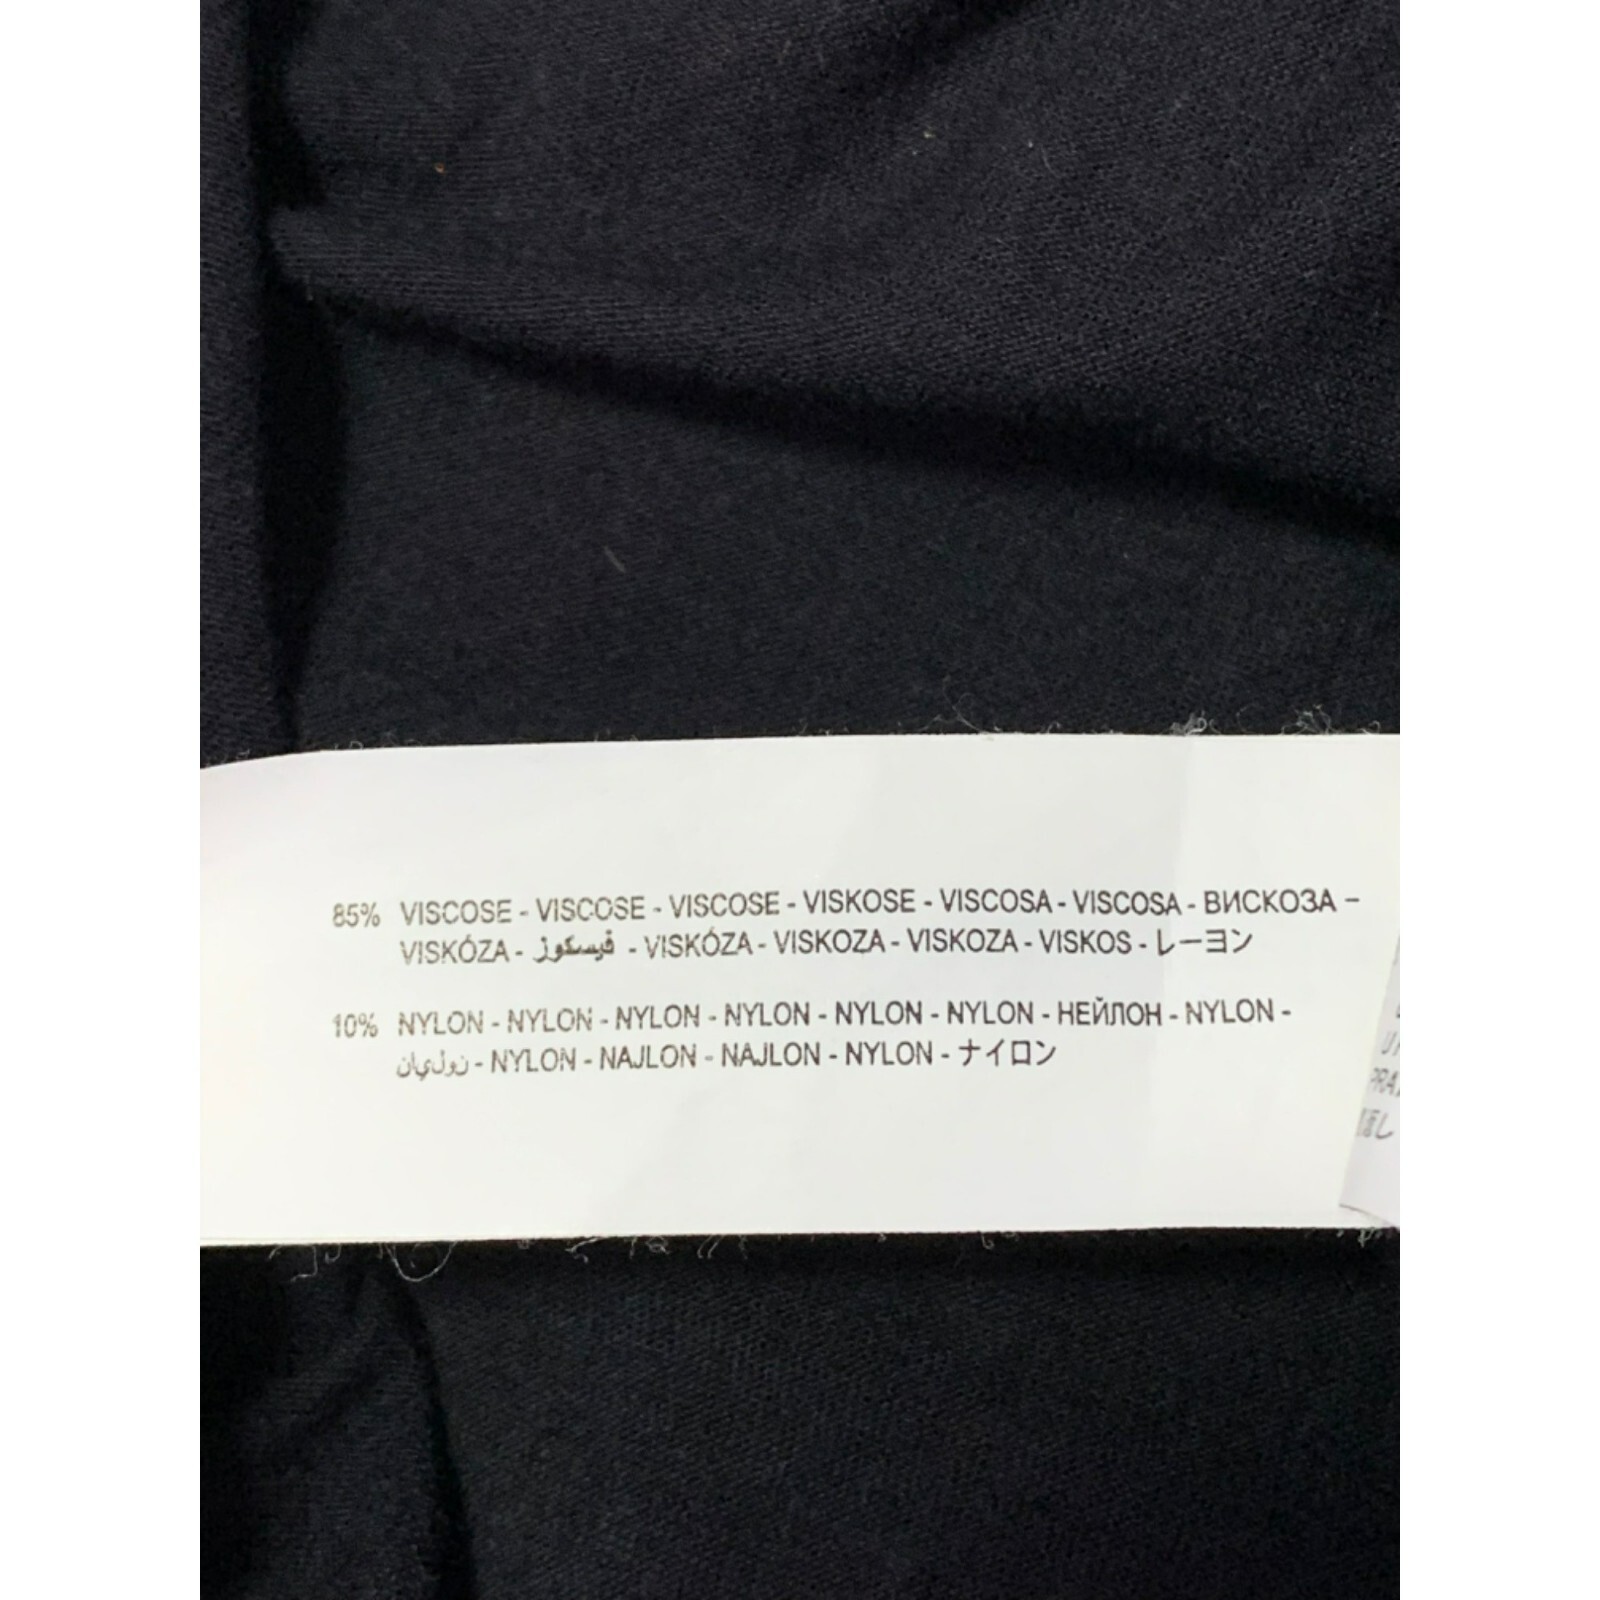 85% VISCOSE - VISCOSE - VISCOSE - VISKOSE - VISCOSA - VISCOSA - ВИСКОЗА –
VISKÓZA - فيسكوز - VISKÓZA - VISKOZA - VISKOZA - VISKOS - レーヨン
10% NYLON - NYLON - NYLON - NYLON - NYLON - NYLON - НЕЙЛОН - NYLON -
نايلون - NYLON - NAJLON - NAJLON - NYLON - ナイロン